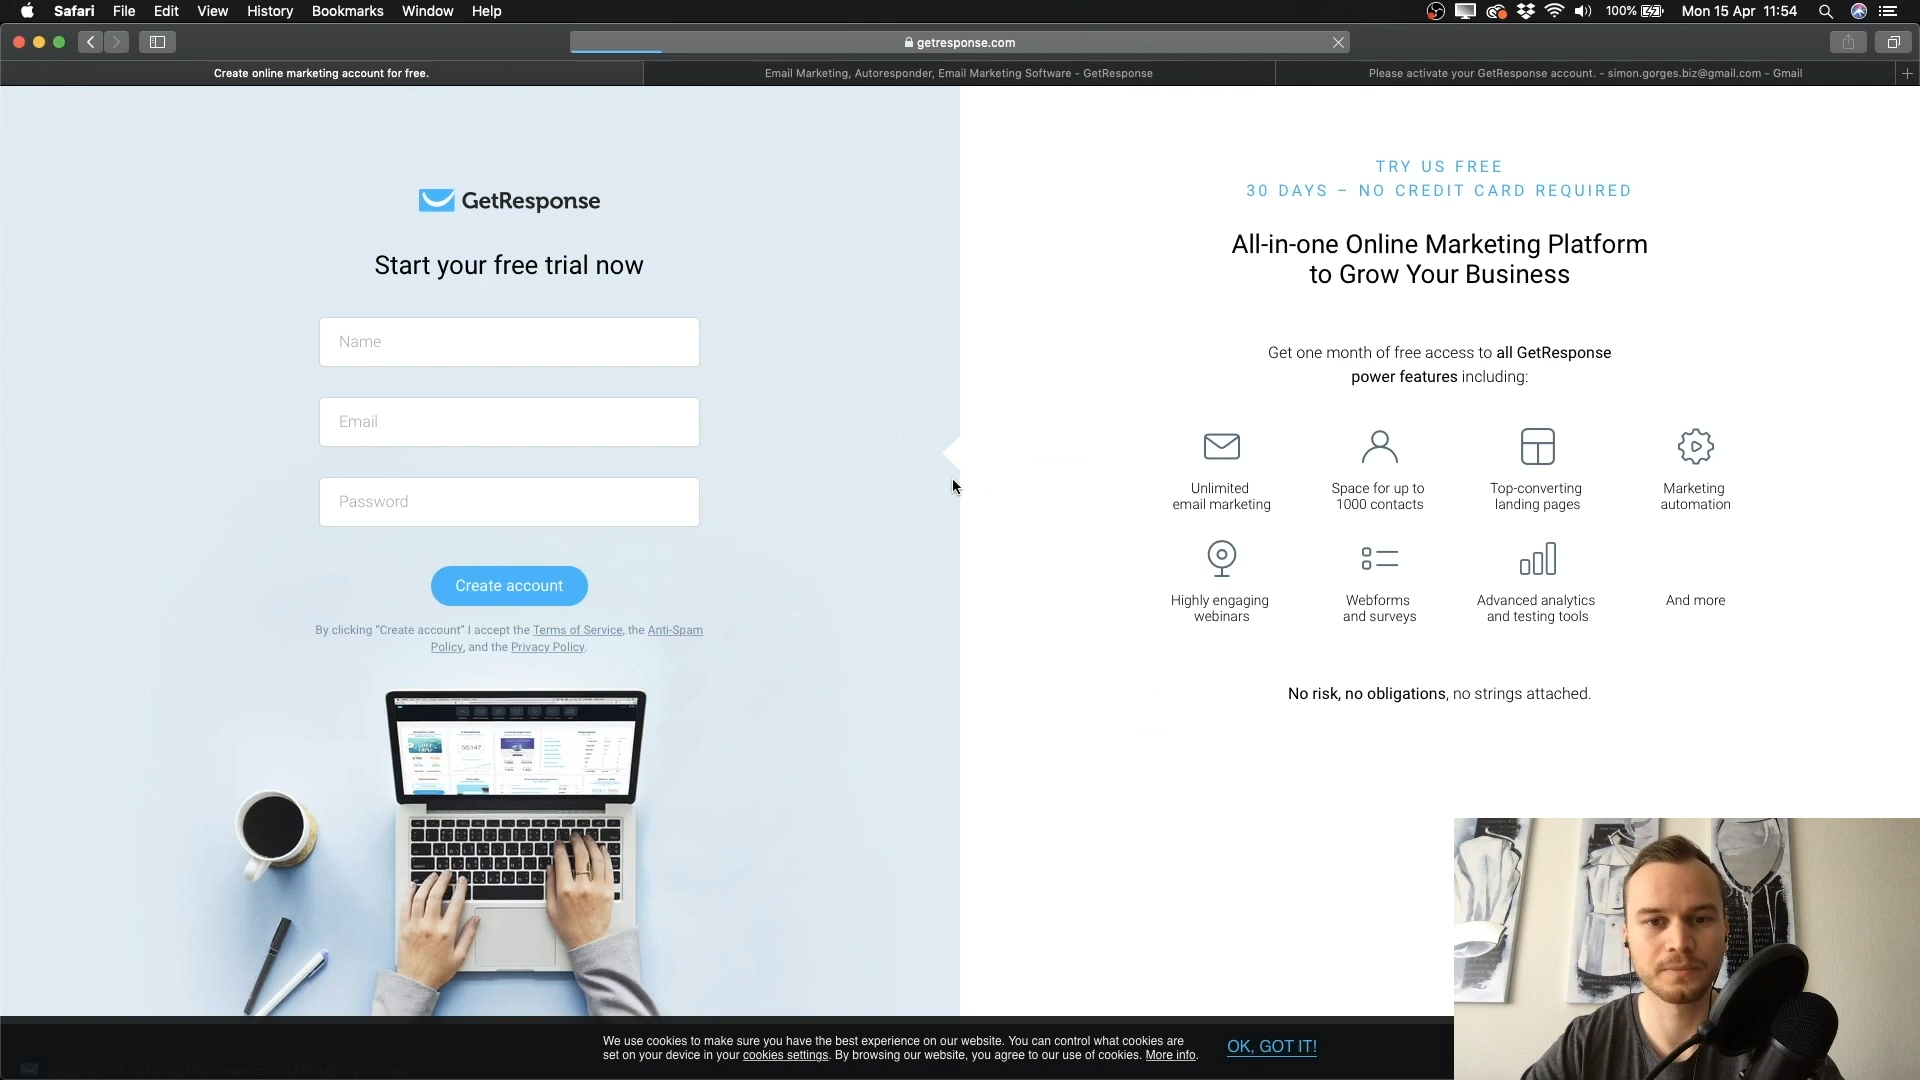 Safari File Edit View History Bookmarks Window Help
100% Mon 15 Apr 11:54
getresponse.com
Create online marketing account for free.
Email Marketing, Autoresponder, Email Marketing Software - GetResponse
Please activate your GetResponse account. - simon.gorges.biz@gmail.com - Gmail
GetResponse
Start your free trial now
Name
Email
Password
Create account
By clicking “Create account” I accept the Terms of Service, the Anti-Spam
Policy, and the Privacy Policy.
TRY US FREE
30 DAYS – NO CREDIT CARD REQUIRED
All-in-one Online Marketing Platform
to Grow Your Business
Get one month of free access to all GetResponse
power features including:
Unlimited
email marketing
Space for up to
1000 contacts
Top-converting
landing pages
Marketing
automation
Highly engaging
webinars
Webforms
and surveys
Advanced analytics
and testing tools
And more
No risk, no obligations, no strings attached.
We use cookies to make sure you have the best experience on our website. You can control what cookies are
set on your device in your cookies settings. By browsing our website, you agree to our use of cookies. More info.
OK, GOT IT!